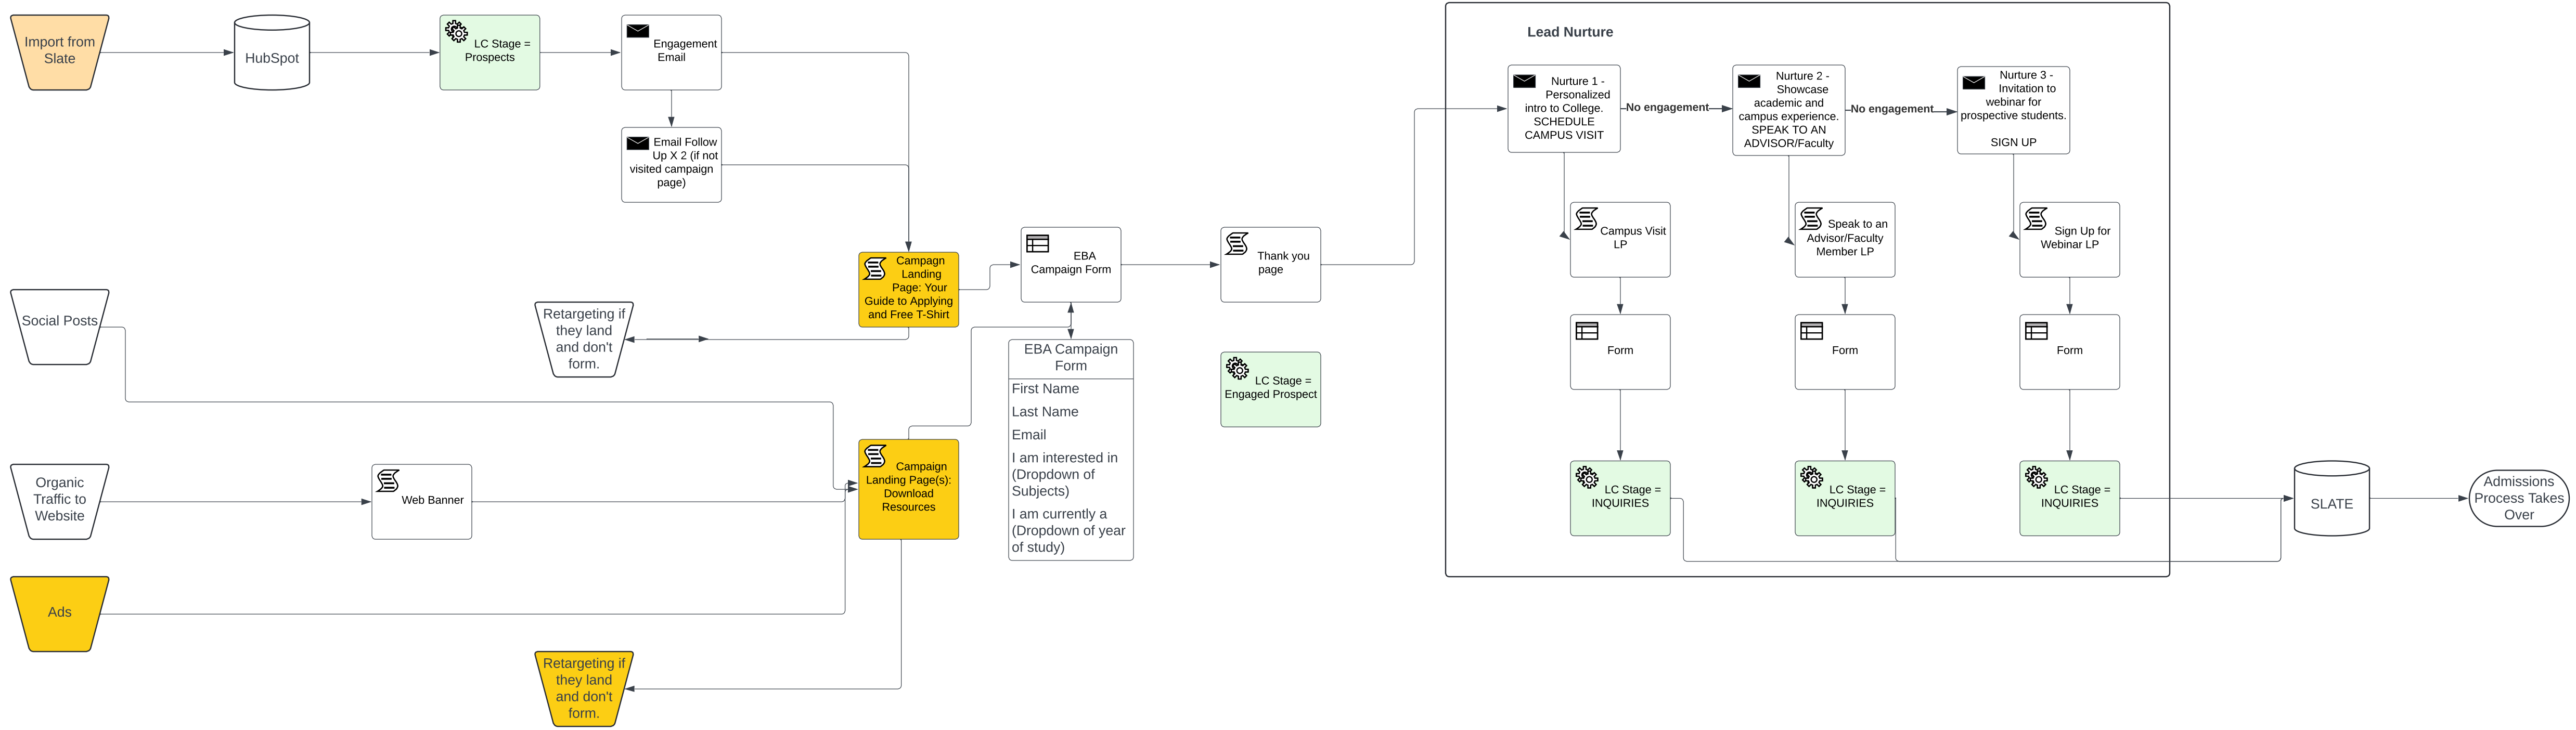 Import from
Slate
HubSpot
LC Stage =
Prospects
Engagement
Email
Email Follow
Up X 2 (if not
visited campaign
page)
Social Posts
Retargeting if
they land
and don't
form.
Campagn
Landing
Page: Your
Guide to Applying
and Free T-Shirt
EBA
Campaign Form
EBA Campaign
Form
First Name
Last Name
Email
I am interested in
(Dropdown of
Subjects)
I am currently a
(Dropdown of year
of study)
Thank you
page
LC Stage =
Engaged Prospect
Organic
Traffic to
Website
Web Banner
Campaign
Landing Page(s):
Download
Resources
Ads
Retargeting if
they land
and don't
form.
Lead Nurture
Nurture 1 -
Personalized
intro to College.
SCHEDULE
CAMPUS VISIT
No engagement
Nurture 2 -
Showcase
academic and
campus experience.
SPEAK TO AN
ADVISOR/Faculty
No engagement
Nurture 3 -
Invitation to
webinar for
prospective students.
SIGN UP
Campus Visit
LP
Speak to an
Advisor/Faculty
Member LP
Sign Up for
Webinar LP
Form
Form
Form
LC Stage =
INQUIRIES
LC Stage =
INQUIRIES
LC Stage =
INQUIRIES
SLATE
Admissions
Process Takes
Over